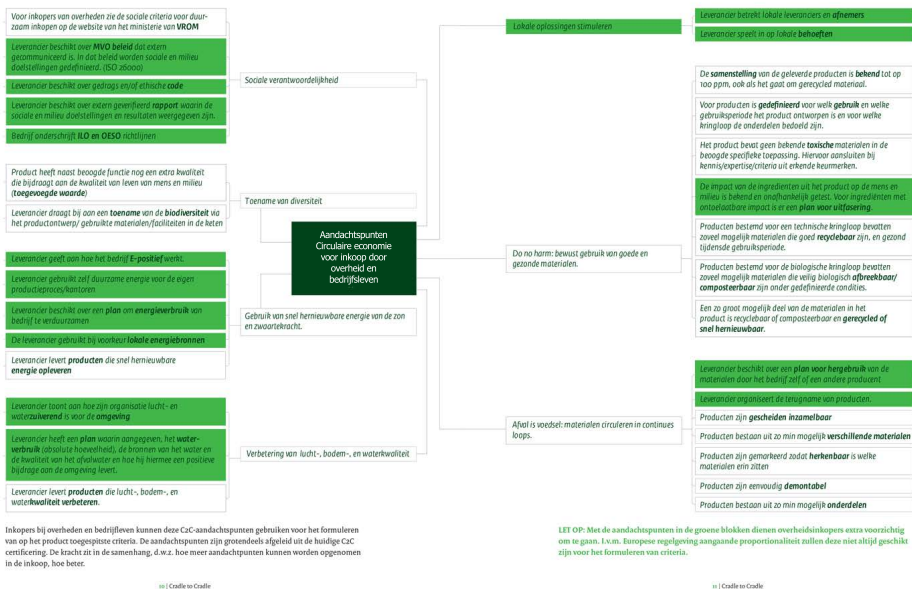 Voor inkopers van overheden zie de sociale criteria voor duur-
zaam inkopen op de website van het ministerie van VROM
Leverancier beschikt over MVO beleid dat extern
gecommuniceerd is. In dat beleid worden sociale en milieu
doelstellingen gedefinieerd. (ISO 26000)
Leverancier beschikt over gedrags en/of ethische code
Leverancier beschikt over extern geverifieerd rapport waarin de
sociale en milieu doelstellingen en resultaten weergegeven zijn.
Bedrijf onderschrijft ILO en OESO richtlijnen
Sociale verantwoordelijkheid
Product heeft naast beoogde functie nog een extra kwaliteit
die bijdraagt aan de kwaliteit van leven van mens en milieu
(toegevoegde waarde)
Leverancier draagt bij aan een toename van de biodiversiteit via
het productontwerp/ gebruikte materialen/faciliteiten in de keten
Toename van diversiteit
Leverancier geeft aan hoe het bedrijf E-positief werkt.
Leverancier gebruikt zelf duurzame energie voor de eigen
productieproces/kantoren
Leverancier beschikt over een plan om energieverbruik van
bedrijf te verduurzamen
De leverancier gebruikt bij voorkeur lokale energiebronnen
Leverancier levert producten die snel hernieuwbare
energie opleveren
Gebruik van snel hernieuwbare energie van de zon
en zwaartekracht.
Leverancier toont aan hoe zijn organisatie lucht- en
waterzuiverend is voor de omgeving
Leverancier heeft een plan waarin aangegeven, het water-
verbruik (absolute hoeveelheid), de bronnen van het water en
de kwaliteit van het afvalwater en hoe hij hiermee een positieve
bijdrage aan de omgeving levert.
Leverancier levert producten die lucht-, bodem-, en
waterkwaliteit verbeteren.
Verbetering van lucht-, bodem-, en waterkwaliteit
Aandachtspunten
Circulaire economie
voor inkoop door
overheid en
bedrijfsleven
Lokale oplossingen stimuleren
Leverancier betrekt lokale leveranciers en afnemers
Leverancier speelt in op lokale behoeften
Do no harm: bewust gebruik van goede en
gezonde materialen.
De samenstelling van de geleverde producten is bekend tot op
100 ppm, ook als het gaat om gerecycled materiaal.
Voor producten is gedefinieerd voor welk gebruik en welke
gebruiksperiode het product ontworpen is en voor welke
kringloop de onderdelen bedoeld zijn.
Het product bevat geen bekende toxische materialen in de
beoogde specifieke toepassing. Hiervoor aansluiten bij
kennis/expertise/criteria uit erkende keurmerken.
De impact van de ingredienten uit het product op de mens en
milieu is bekend en onafhankelijk getest. Voor ingrediënten met
ontoelaatbare impact is er een plan voor uitfasering.
Producten bestemd voor een technische kringloop bevatten
zoveel mogelijk materialen die goed recyclebaar zijn, en gezond
tijdensde gebruiksperiode.
Producten bestemd voor de biologische kringloop bevatten
zoveel mogelijk materialen die veilig biologisch afbreekbaar/
composteerbaar zijn onder gedefinieerde condities.
Een zo groot mogelijk deel van de materialen in het
product is recyclebaar of composteerbaar en gerecycled of
snel hernieuwbaar.
Afval is voedsel: materialen circuleren in continues
loops.
Leverancier beschikt over een plan voor hergebruik van de
materialen door het bedrijf zelf of een andere producent
Leverancier organiseert de terugname van producten.
Producten zijn gescheiden inzamelbaar
Producten bestaan uit zo min mogelijk verschillende materialen
Producten zijn gemarkeerd zodat herkenbaar is welke
materialen erin zitten
Producten zijn eenvoudig demontabel
Producten bestaan uit zo min mogelijk onderdelen
Inkopers bij overheden en bedrijfleven kunnen deze C2C-aandachtspunten gebruiken voor het formuleren
van op het product toegespitste criteria. De aandachtspunten zijn grotendeels afgeleid uit de huidige C2C
certificering. De kracht zit in de samenhang, d.w.z. hoe meer aandachtpunten kunnen worden opgenomen
in de inkoop, hoe beter.
LET OP: Met de aandachtspunten in de groene blokken dienen overheidsinkopers extra voorzichtig
om te gaan. I.v.m. Europese regelgeving aangaande proportionaliteit zullen deze niet altijd geschikt
zijn voor het formuleren van criteria.
10 | Cradle to Cradle
11 | Cradle to Cradle